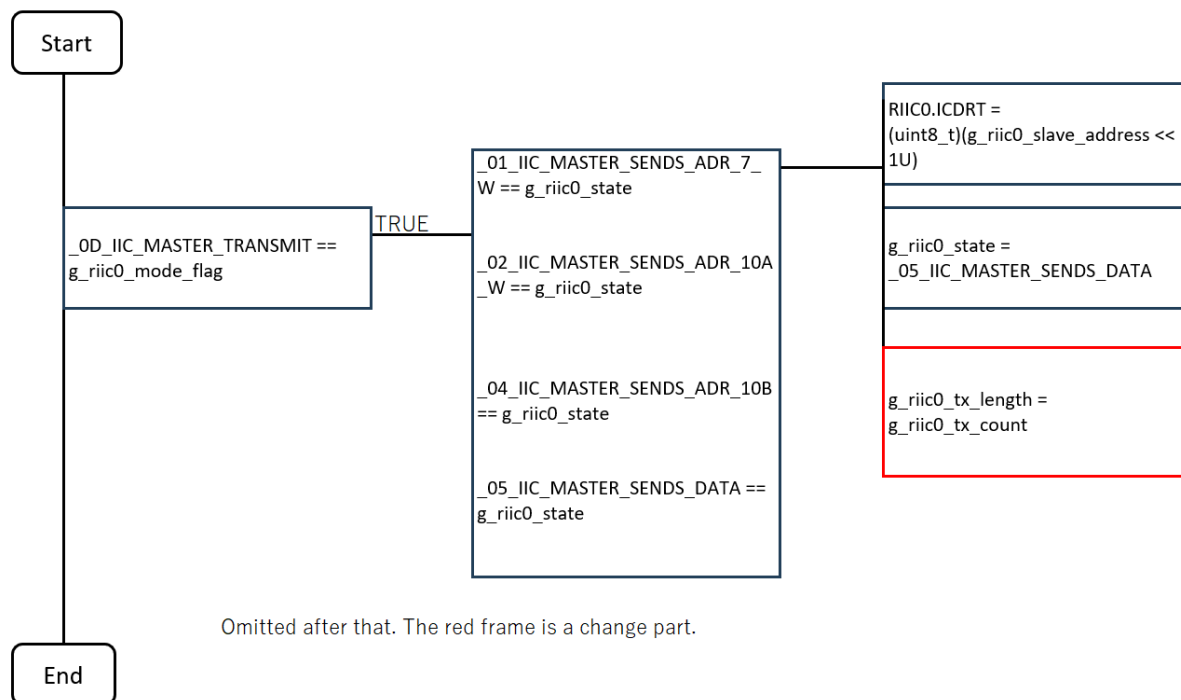 Start
_0D_IIC_MASTER_TRANSMIT ==
g_riic0_mode_flag
TRUE
_01_IIC_MASTER_SENDS_ADR_7_
W == g_riic0_state
_02_IIC_MASTER_SENDS_ADR_10A
_W == g_riic0_state
_04_IIC_MASTER_SENDS_ADR_10B
== g_riic0_state
_05_IIC_MASTER_SENDS_DATA ==
g_riic0_state
RIIC0.ICDRT =
(uint8_t)(g_riic0_slave_address <<
1U)
g_riic0_state =
_05_IIC_MASTER_SENDS_DATA
g_riic0_tx_length =
g_riic0_tx_count
Omitted after that. The red frame is a change part.
End